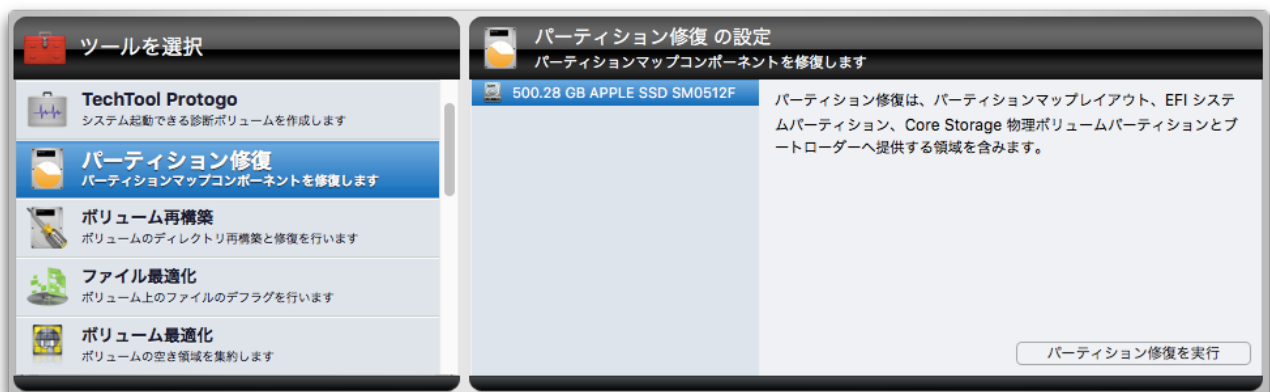 ツールを選択
TechTool Protogo
システム起動できる診断ボリュームを作成します
パーティション修復
パーティションマップコンポーネントを修復します
ボリューム再構築
ボリュームのディレクトリ再構築と修復を行います
ファイル最適化
ボリューム上のファイルのデフラグを行います
ボリューム最適化
ボリュームの空き領域を集約します
パーティション修復 の設定
パーティションマップコンポーネントを修復します
500.28 GB APPLE SSD SM0512F
パーティション修復は、パーティションマップレイアウト、EFI システ
ムパーティション、Core Storage 物理ボリュームパーティションとブ
ートローダーへ提供する領域を含みます。
パーティション修復を実行